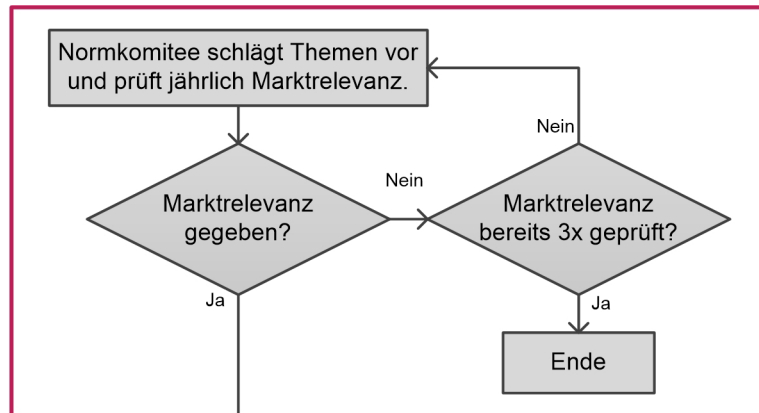 Normkomitee schlägt Themen vor
und prüft jährlich Marktrelevanz.
Nein
Nein
Marktrelevanz
gegeben?
Marktrelevanz
bereits 3x geprüft?
Ja
Ja
Ende